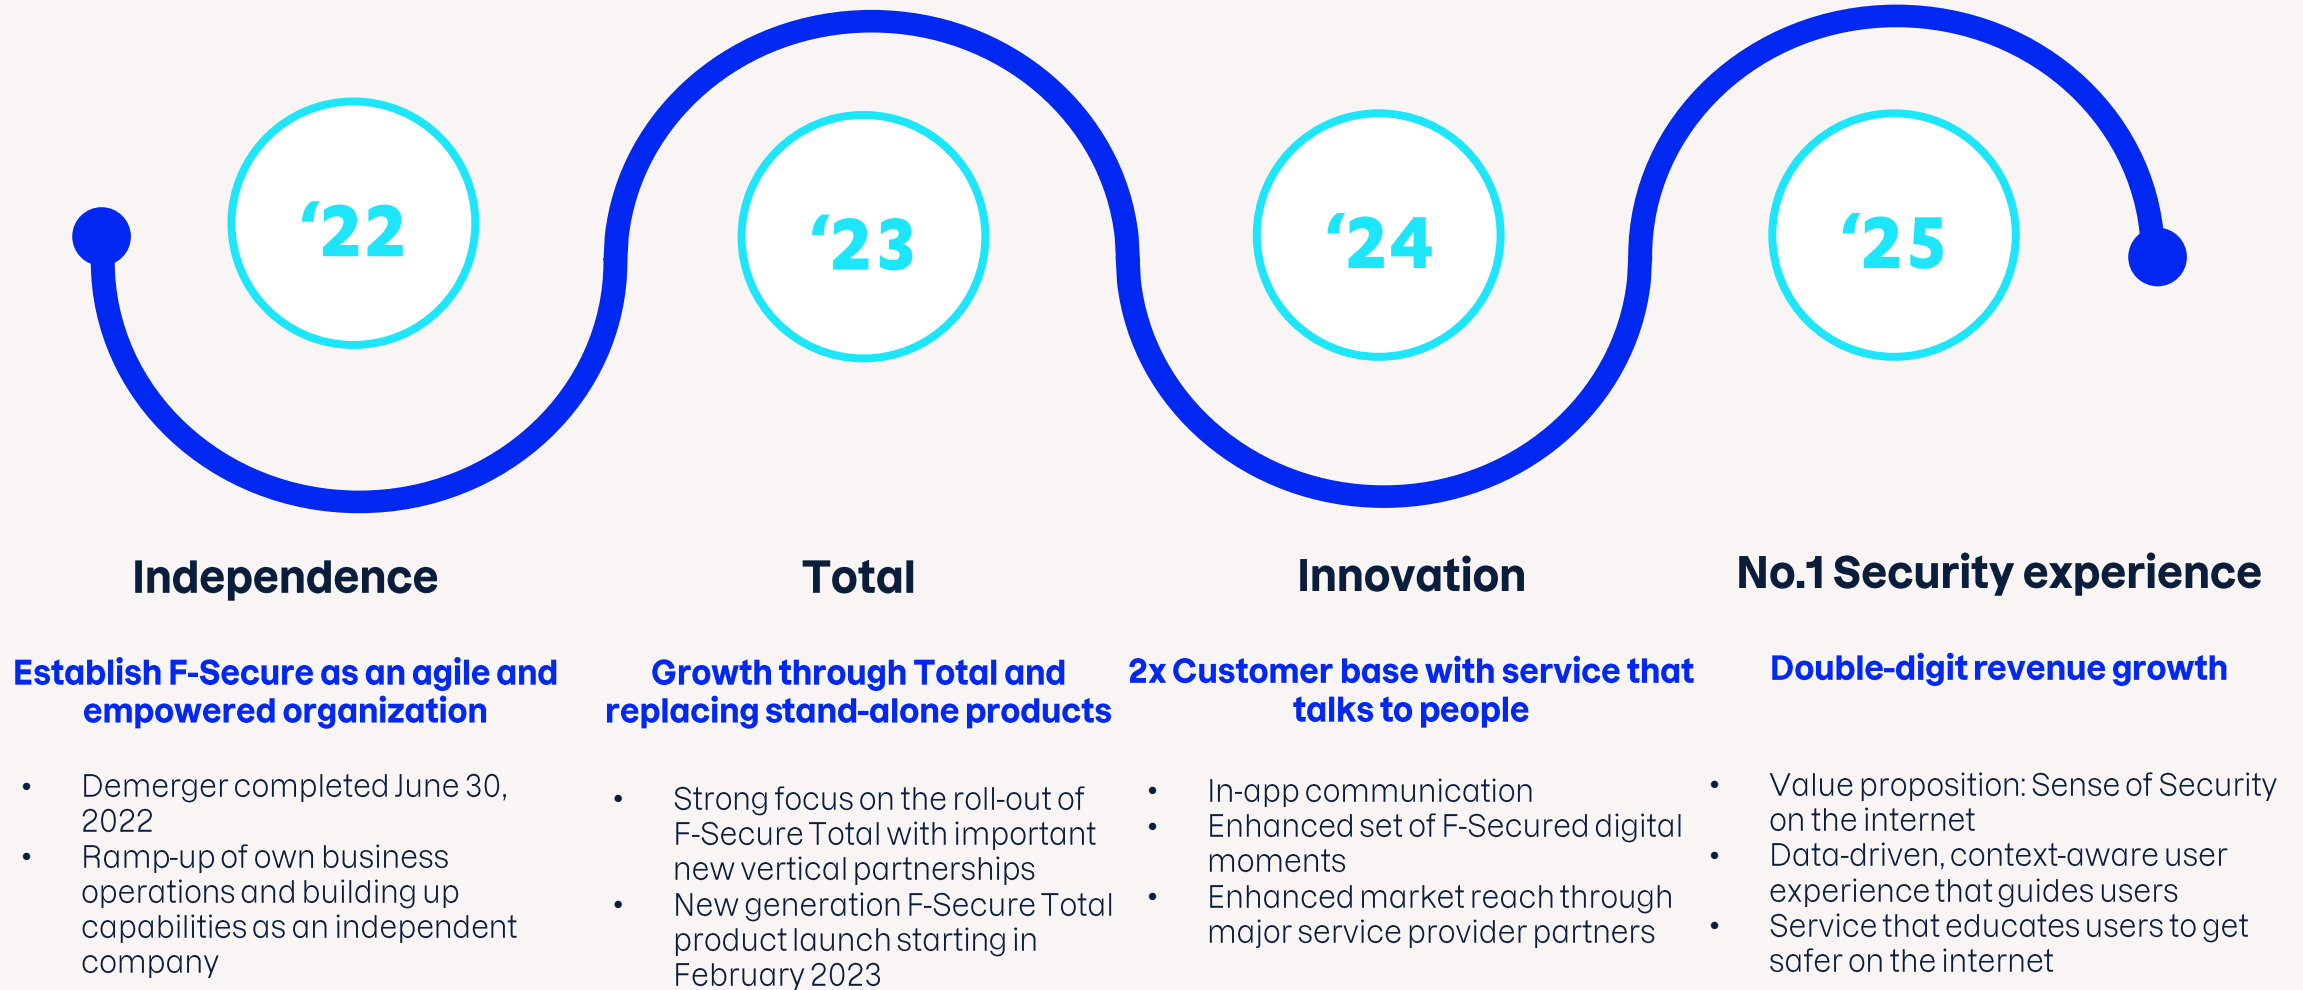 ‘22
‘23
‘24
‘25
Independence
Establish F-Secure as an agile and
empowered organization
• Demerger completed June 30,
2022
• Ramp-up of own business
operations and building up
capabilities as an independent
company
Total
Growth through Total and
replacing stand-alone products
• Strong focus on the roll-out of
F-Secure Total with important
new vertical partnerships
• New generation F-Secure Total
product launch starting in
February 2023
Innovation
2x Customer base with service that
talks to people
• In-app communication
• Enhanced set of F-Secured digital
moments
• Enhanced market reach through
major service provider partners
No.1 Security experience
Double-digit revenue growth
• Value proposition: Sense of Security
on the internet
• Data-driven, context-aware user
experience that guides users
• Service that educates users to get
safer on the internet